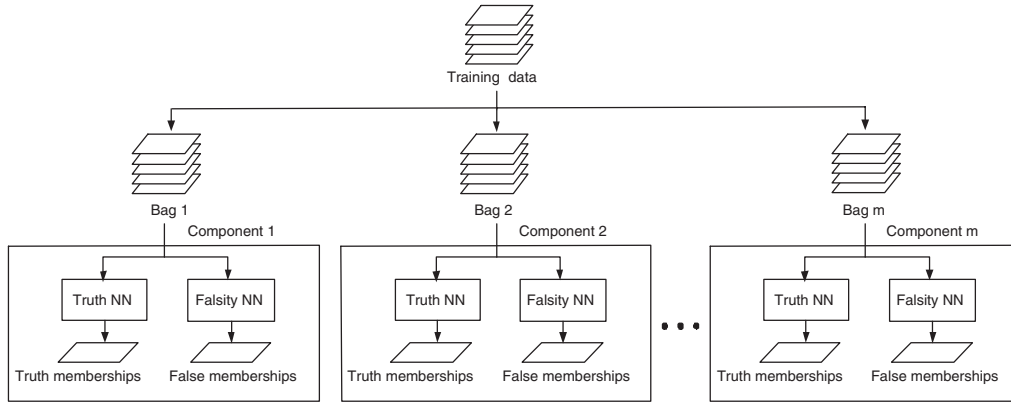 Training data
Bag 1
Bag 2
Bag m
Component 1
Component 2
Component m
Truth NN
Falsity NN
Truth NN
Falsity NN
Truth NN
Falsity NN
Truth memberships
False memberships
Truth memberships
False memberships
Truth memberships
False memberships